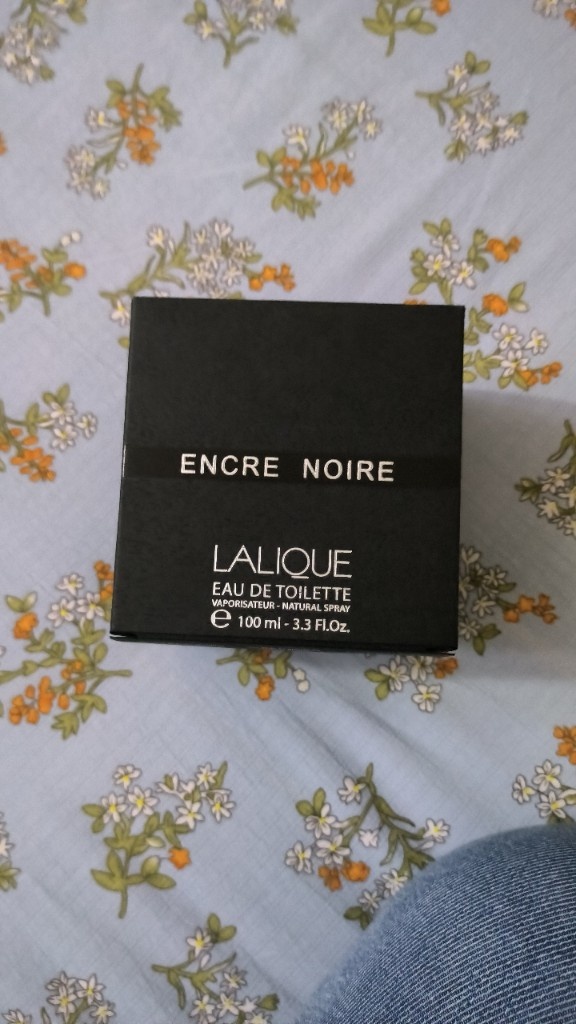 ENCRE NOIRE
LALIQUE
EAU DE TOILETTE
VAPORISATEUR - NATURAL SPRAY
℮ 100 ml - 3.3 Fl.Oz.